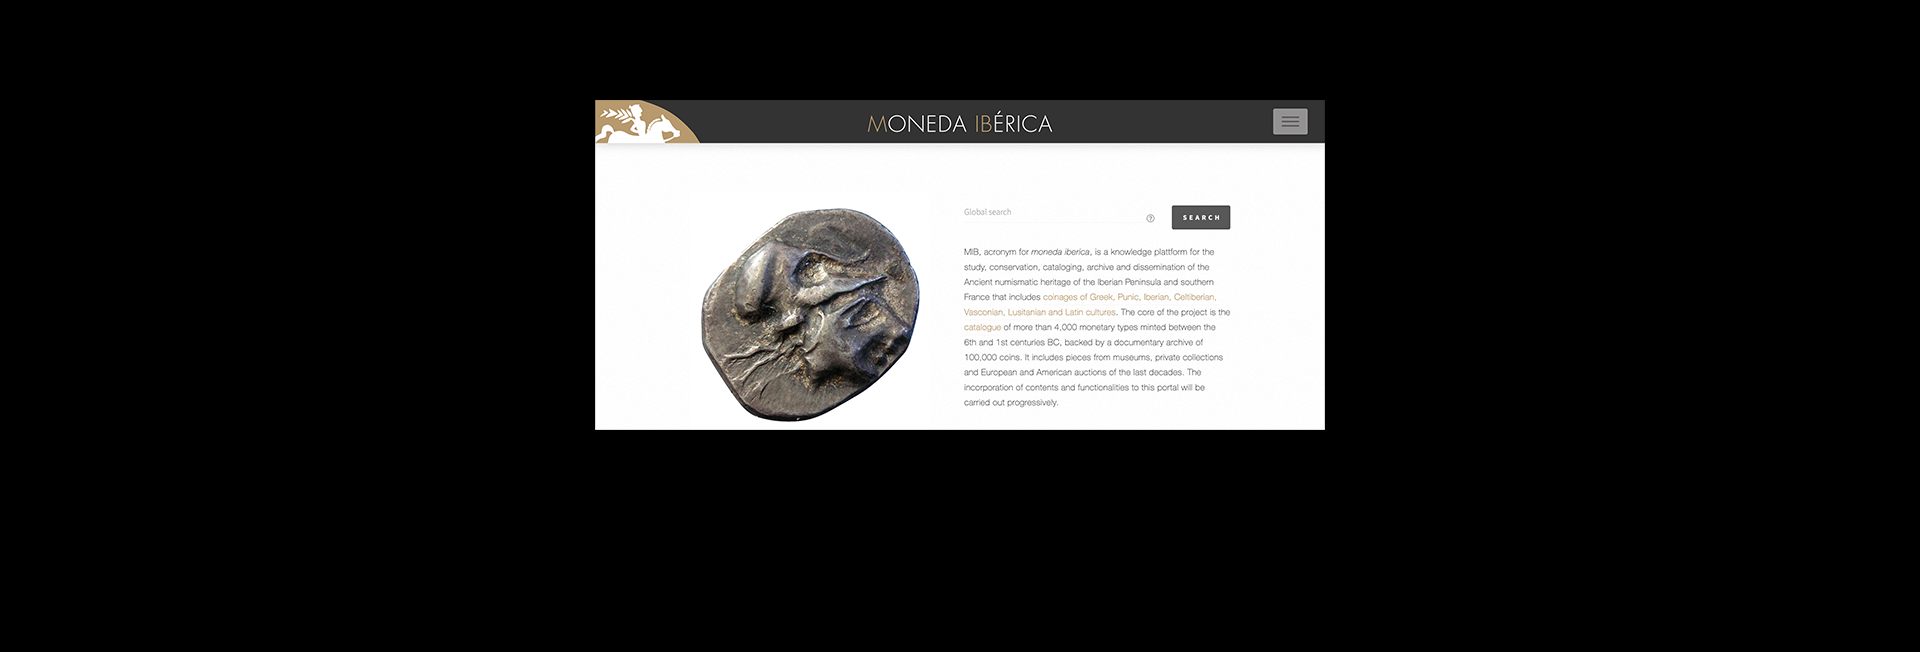 MONEDA IBÉRICA
Global search
SEARCH
MIB, acronym for moneda iberica, is a knowledge plattform for the
study, conservation, cataloging, archive and dissemination of the
Ancient numismatic heritage of the Iberian Peninsula and southern
France that includes coinages of Greek, Punic, Iberian, Celtiberian,
Vasconian, Lusitanian and Latin cultures. The core of the project is the
catalogue of more than 4,000 monetary types minted between the
6th and 1st centuries BC, backed by a documentary archive of
100,000 coins. It includes pieces from museums, private collections
and European and American auctions of the last decades. The
incorporation of contents and functionalities to this portal will be
carried out progressively.